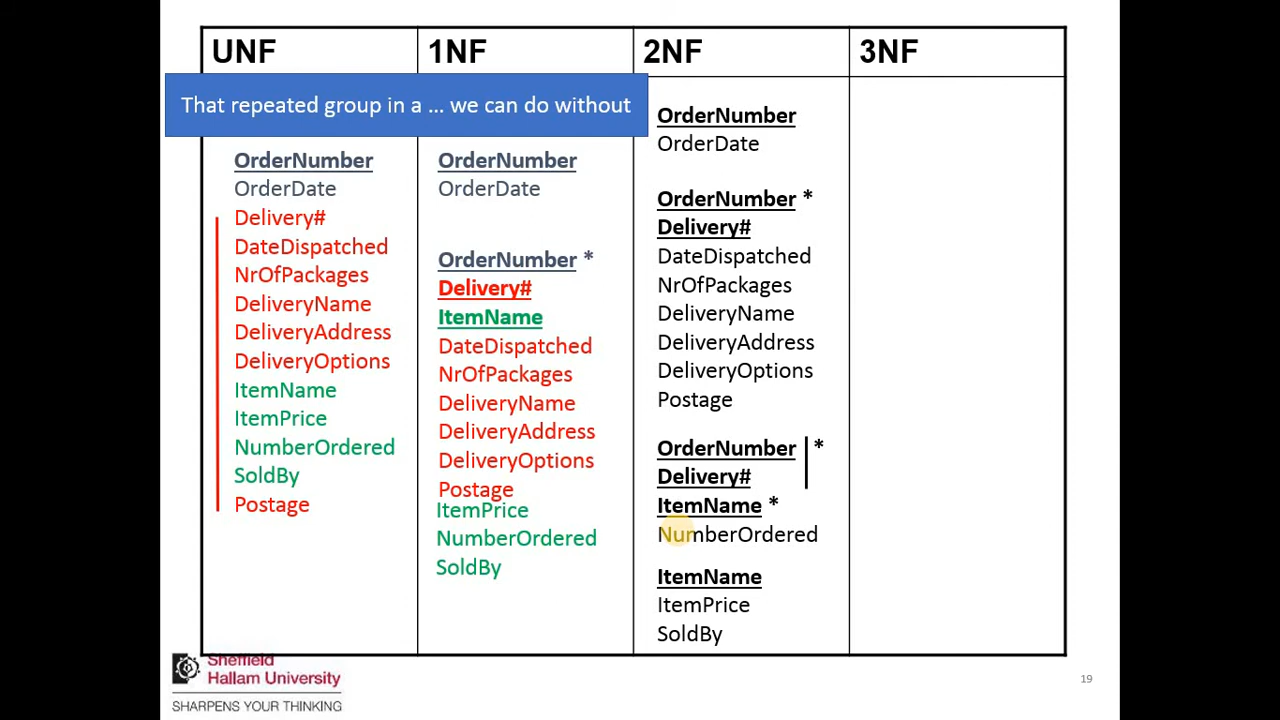 UNF
1NF
2NF
3NF
That repeated group in a ... we can do without
OrderNumber
OrderDate
Delivery#
DateDispatched
NrOfPackages
DeliveryName
DeliveryAddress
DeliveryOptions
ItemName
ItemPrice
NumberOrdered
SoldBy
Postage
OrderNumber
OrderDate
OrderNumber *
Delivery#
ItemName
DateDispatched
NrOfPackages
DeliveryName
DeliveryAddress
DeliveryOptions
Postage
ItemPrice
NumberOrdered
SoldBy
OrderNumber
OrderDate
OrderNumber *
Delivery#
DateDispatched
NrOfPackages
DeliveryName
DeliveryAddress
DeliveryOptions
Postage
OrderNumber *
Delivery#
ItemName *
NumberOrdered
ItemName
ItemPrice
SoldBy
Sheffield
Hallam University
SHARPENS YOUR THINKING
19